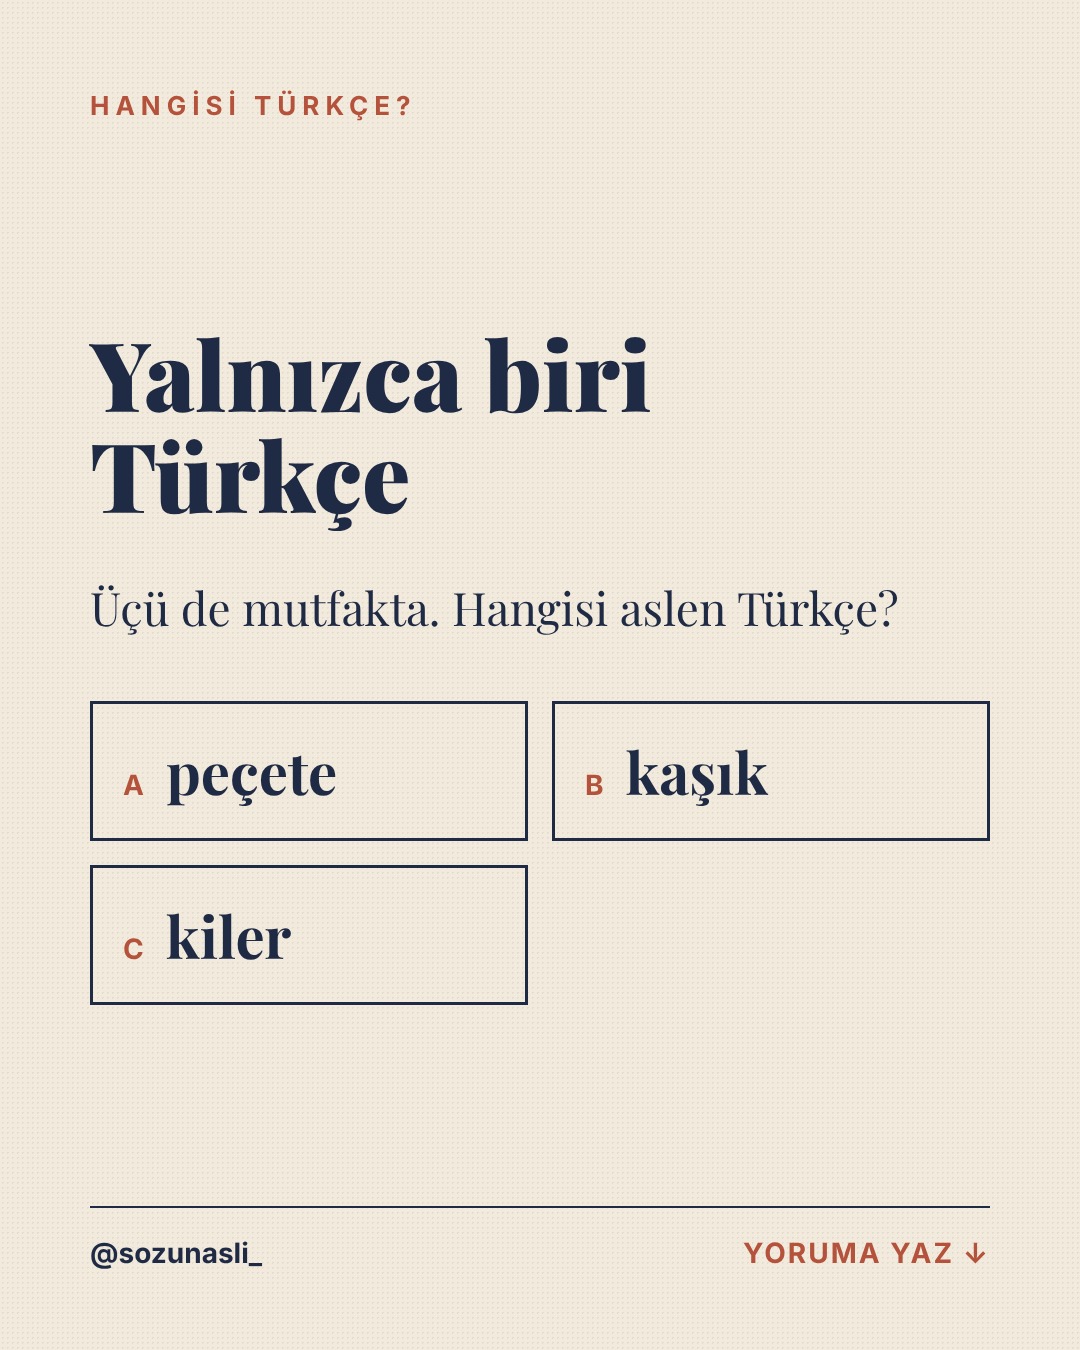 HANGİSİ TÜRKÇE?
Yalnızca biri
Türkçe
Üçü de mutfakta. Hangisi aslen Türkçe?
A peçete
B kaşık
C kiler
@sozunasli_
YORUMA YAZ ↓